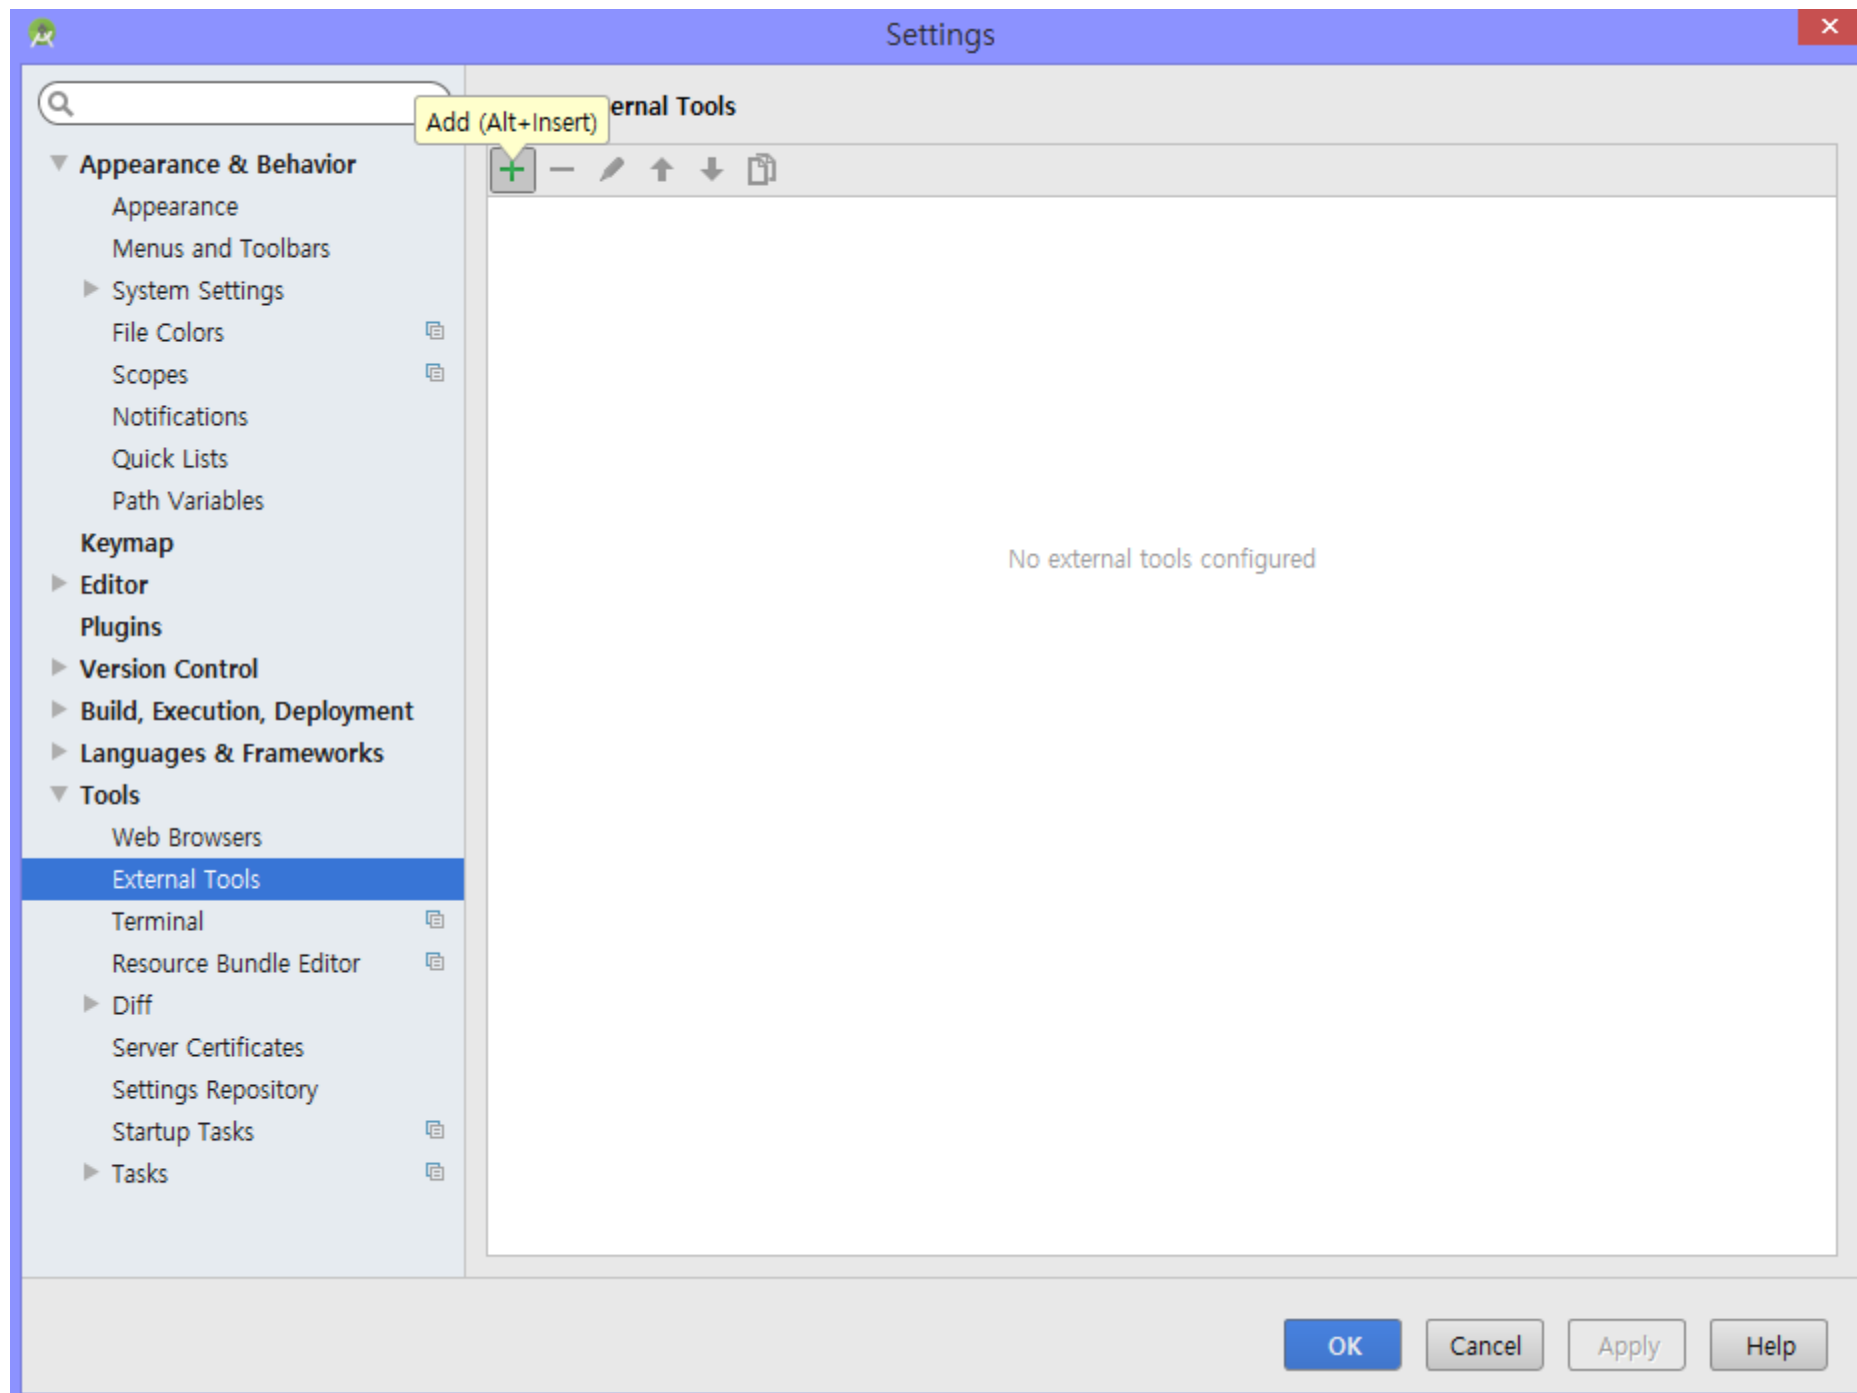 Settings
Add (Alt+Insert)
ernal Tools
Appearance & Behavior
Appearance
Menus and Toolbars
System Settings
File Colors
Scopes
Notifications
Quick Lists
Path Variables
Keymap
Editor
Plugins
Version Control
Build, Execution, Deployment
Languages & Frameworks
Tools
Web Browsers
External Tools
Terminal
Resource Bundle Editor
Diff
Server Certificates
Settings Repository
Startup Tasks
Tasks
No external tools configured
OK
Cancel
Apply
Help